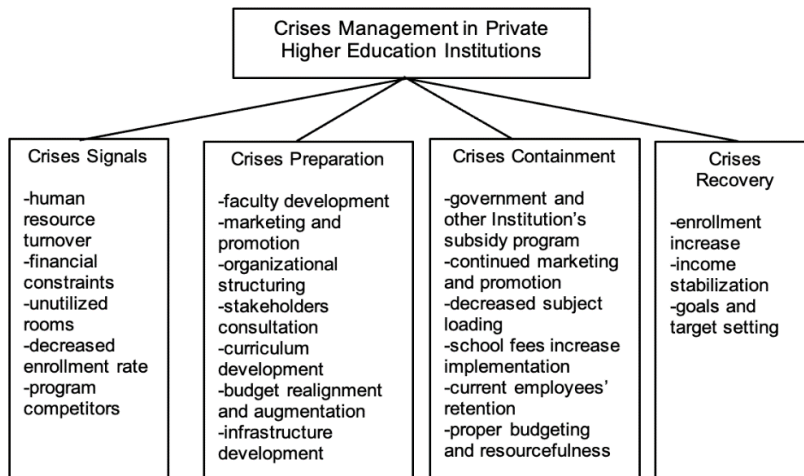 Crises Management in Private
Higher Education Institutions
Crises Signals
-human
resource
turnover
-financial
constraints
-unutilized
rooms
-decreased
enrollment rate
-program
competitors
Crises Preparation
-faculty development
-marketing and
promotion
-organizational
structuring
-stakeholders
consultation
-curriculum
development
-budget realignment
and augmentation
-infrastructure
development
Crises Containment
-government and
other Institution's
subsidy program
-continued marketing
and promotion
-decreased subject
loading
-school fees increase
implementation
-current employees'
retention
-proper budgeting
and resourcefulness
Crises
Recovery
-enrollment
increase
-income
stabilization
-goals and
target setting